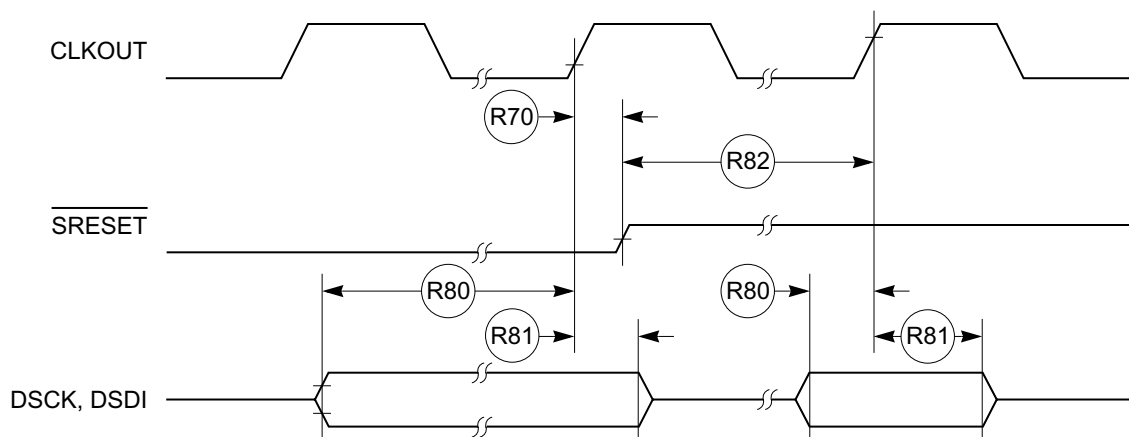 CLKOUT
R70
R82
SRESET
R80
R80
R81
R81
DSCK, DSDI